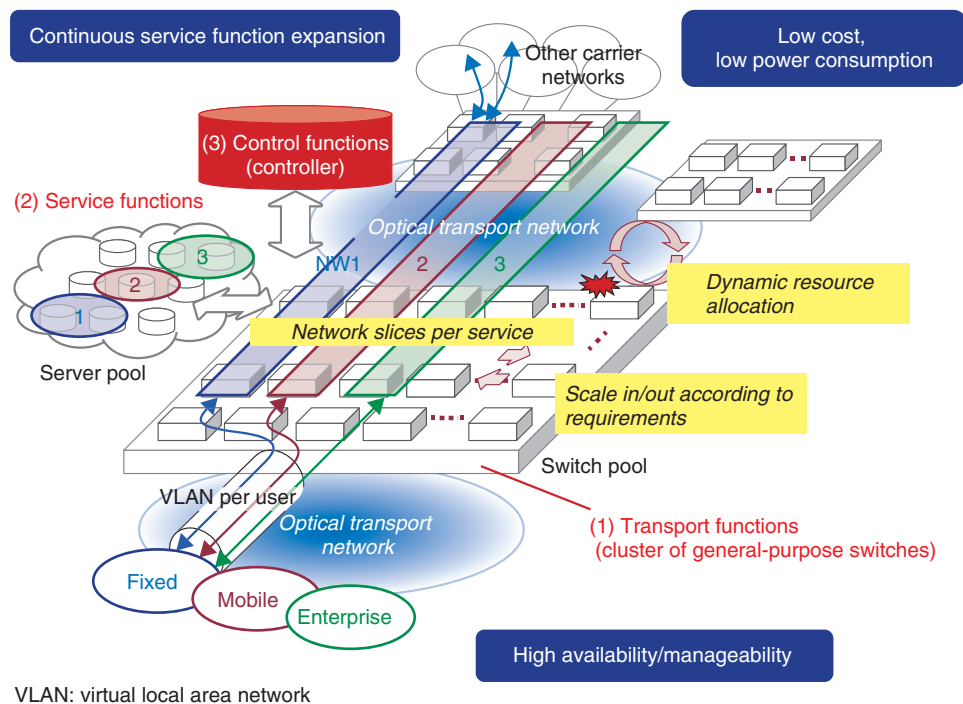 Continuous service function expansion
Low cost,
low power consumption
Other carrier
networks
(3) Control functions
(controller)
(2) Service functions
Optical transport network
NW1
2
3
3
2
1
Dynamic resource
allocation
Network slices per service
Server pool
Scale in/out according to
requirements
Switch pool
VLAN per user
Optical transport
network
(1) Transport functions
(cluster of general-purpose switches)
Fixed
Mobile
Enterprise
High availability/manageability
VLAN: virtual local area network